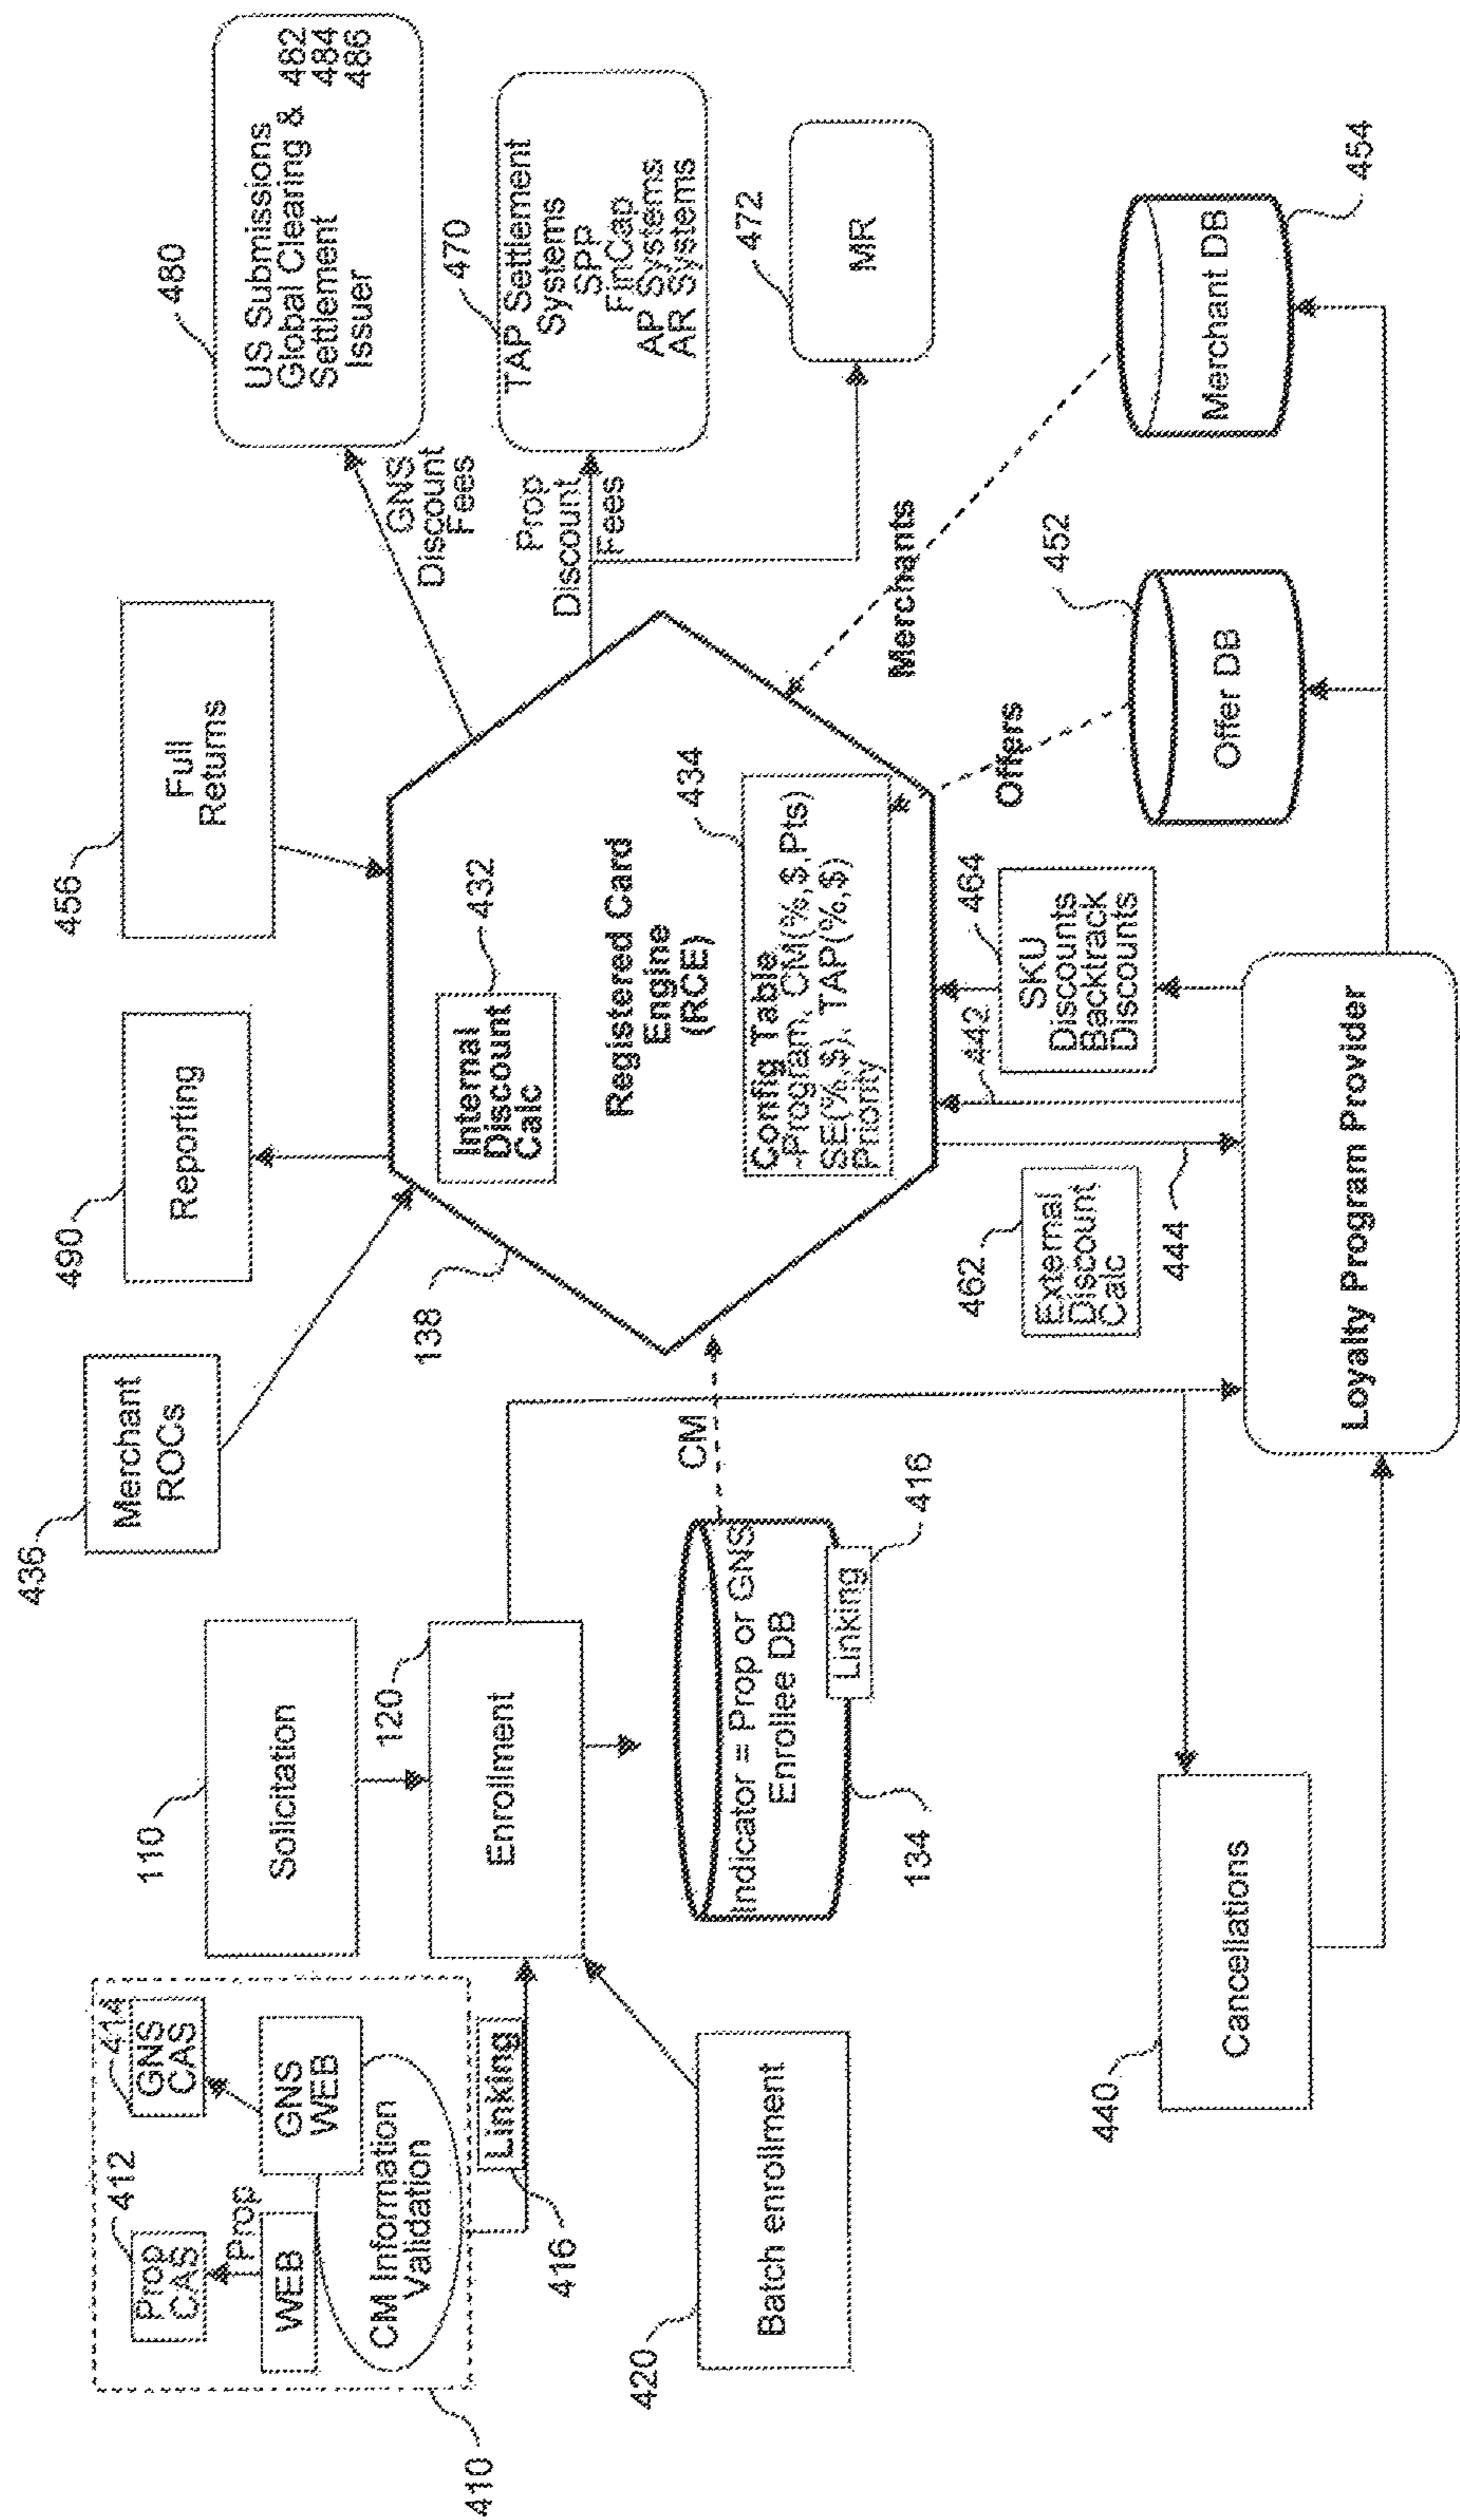 410
Prop
CAS
412
GNS
CAS
414
Prop
WEB
GNS
WEB
CM Information
Validation
Linking
416
420
Batch enrollment
110
Solicitation
120
Enrollment
Indicator = Prop or GNS
Enrollee DB
Linking
416
134
CM
440
Cancellations
436
Merchant
ROCs
490
Reporting
456
Full
Returns
138
Internal
Discount
Calc
432
Registered Card
Engine
(RCE)
434
Config Table
-Program, CM(%,$,Pts)
SE(%,$), TAP(%,$)
Priority
462
External
Discount
Calc
444
442
464
SKU
Discounts
Backtrack
Discounts
Loyalty Program Provider
Offers
452
Offer DB
Merchants
454
Merchant DB
GNS
Discount
Fees
480
US Submissions
Global Clearing &
Settlement
Issuer
482
484
486
Prop
Discount
Fees
470
TAP Settlement
Systems
SPP
FinCap
AP Systems
AR Systems
472
MR